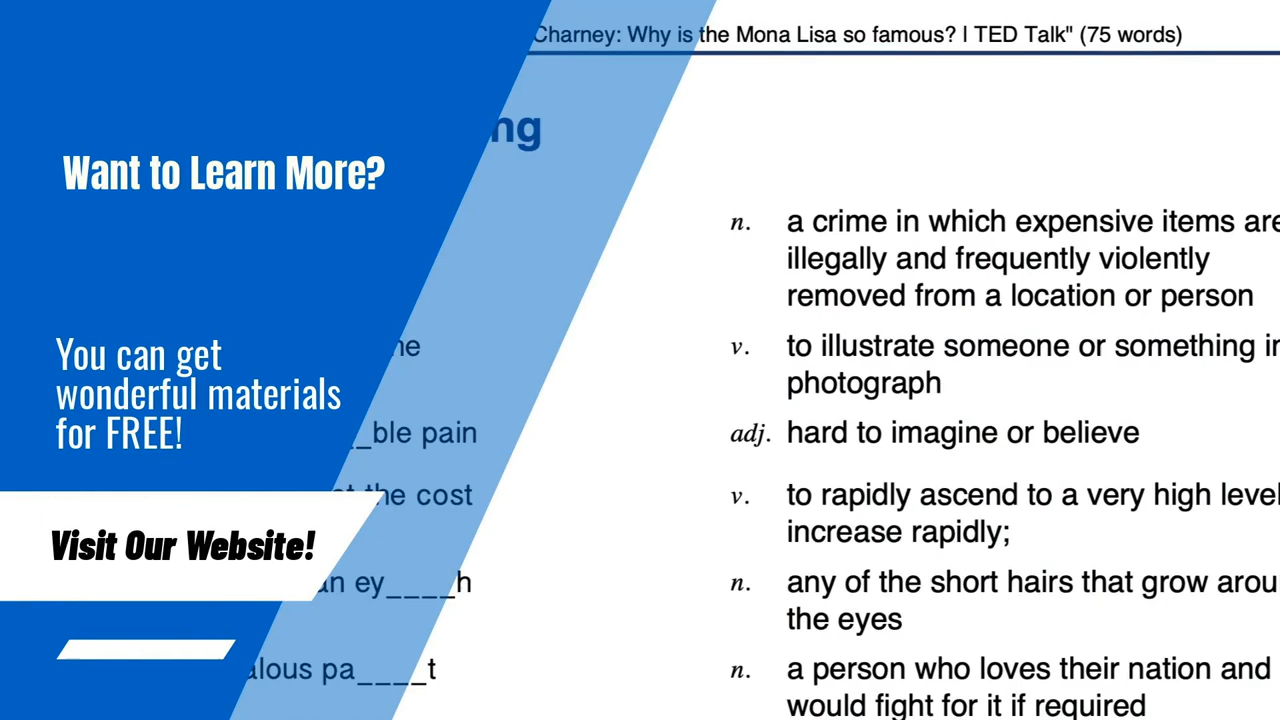 Charney: Why is the Mona Lisa so famous? | TED Talk" (75 words)
ng
Want to Learn More?
You can get
wonderful materials
for FREE!
Visit Our Website!
n. a crime in which expensive items are
illegally and frequently violently
removed from a location or person
ne v. to illustrate someone or something in
photograph
_ble pain adj. hard to imagine or believe
the cost v. to rapidly ascend to a very high level
increase rapidly;
an ey____h n. any of the short hairs that grow arou
the eyes
alous pa____t n. a person who loves their nation and
would fight for it if required